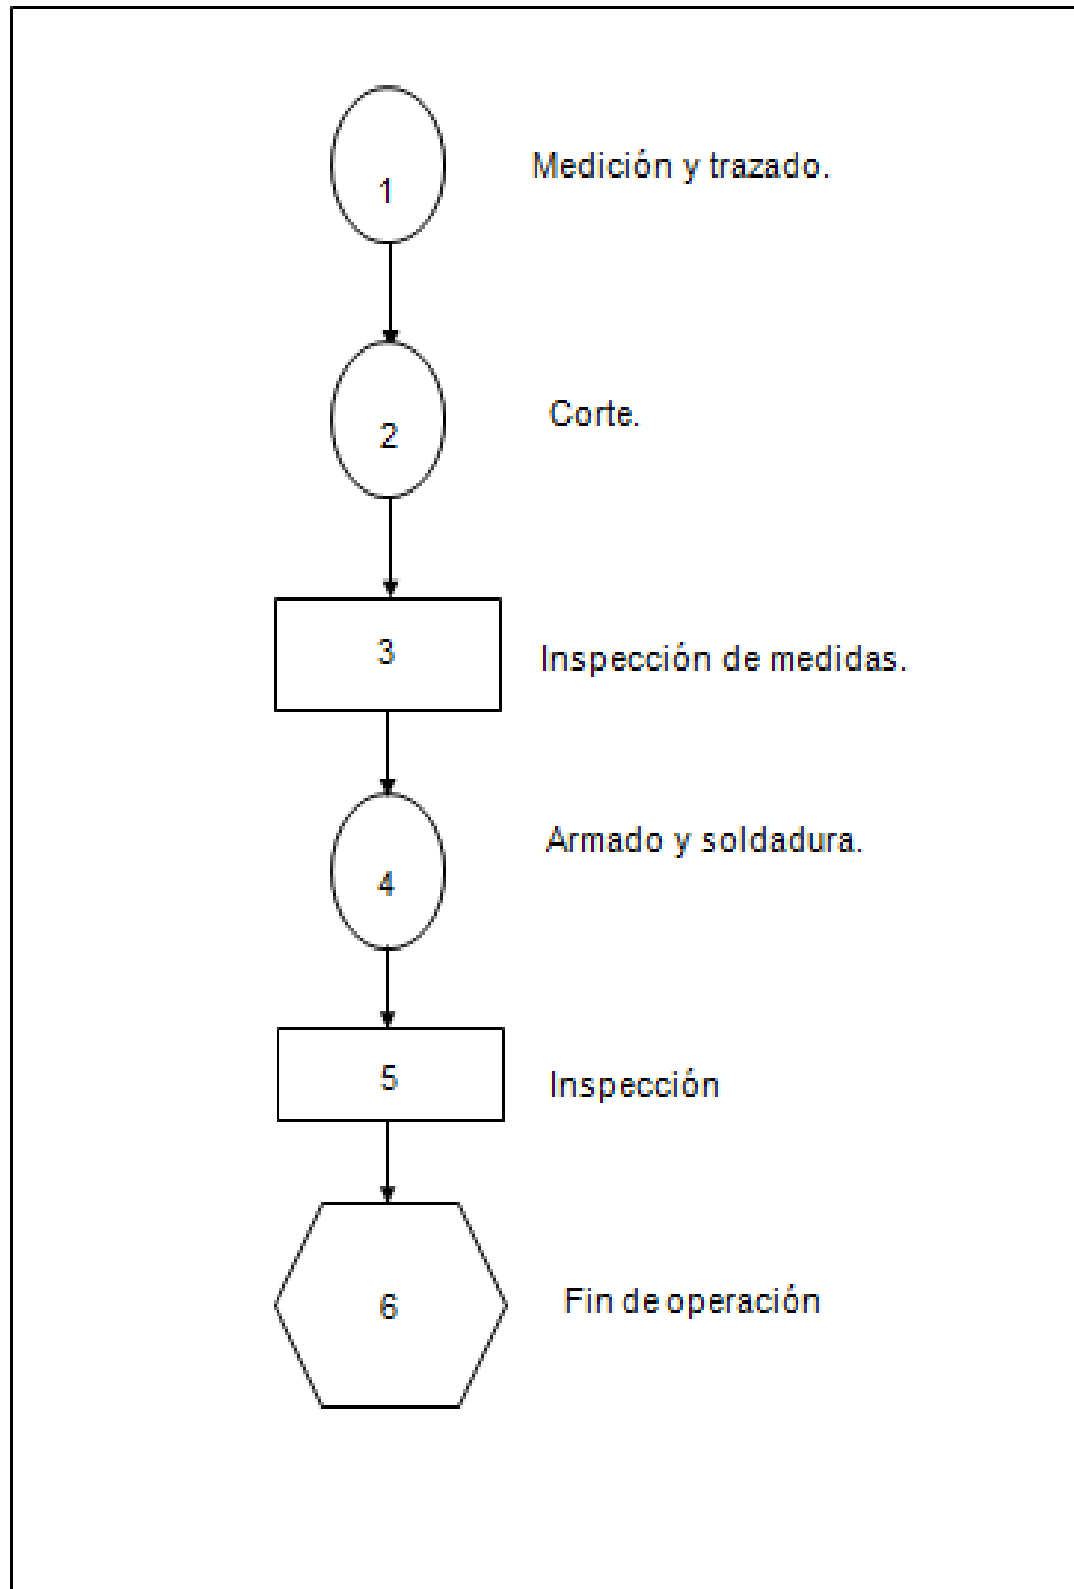 1
Medición y trazado.
2
Corte.
3
Inspección de medidas.
4
Armado y soldadura.
5
Inspección
6
Fin de operación